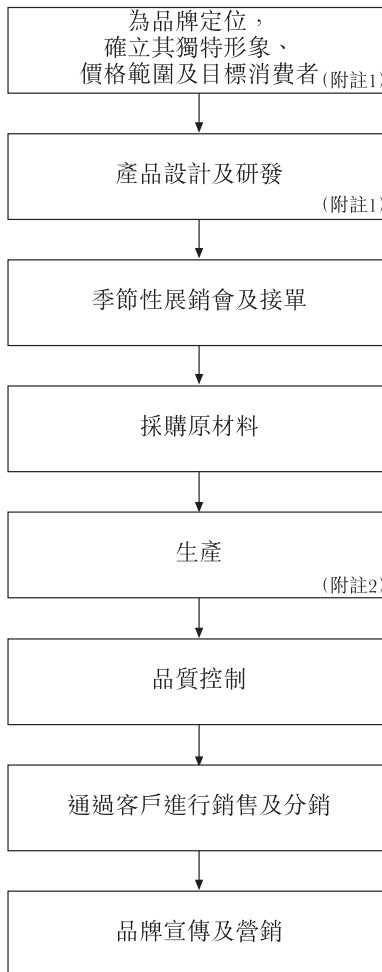 為品牌定位，
確立其獨特形象、
價格範圍及目標消費者(附註1)
產品設計及研發
(附註1)
季節性展銷會及接單
採購原材料
生產
(附註2)
品質控制
通過客戶進行銷售及分銷
品牌宣傳及營銷